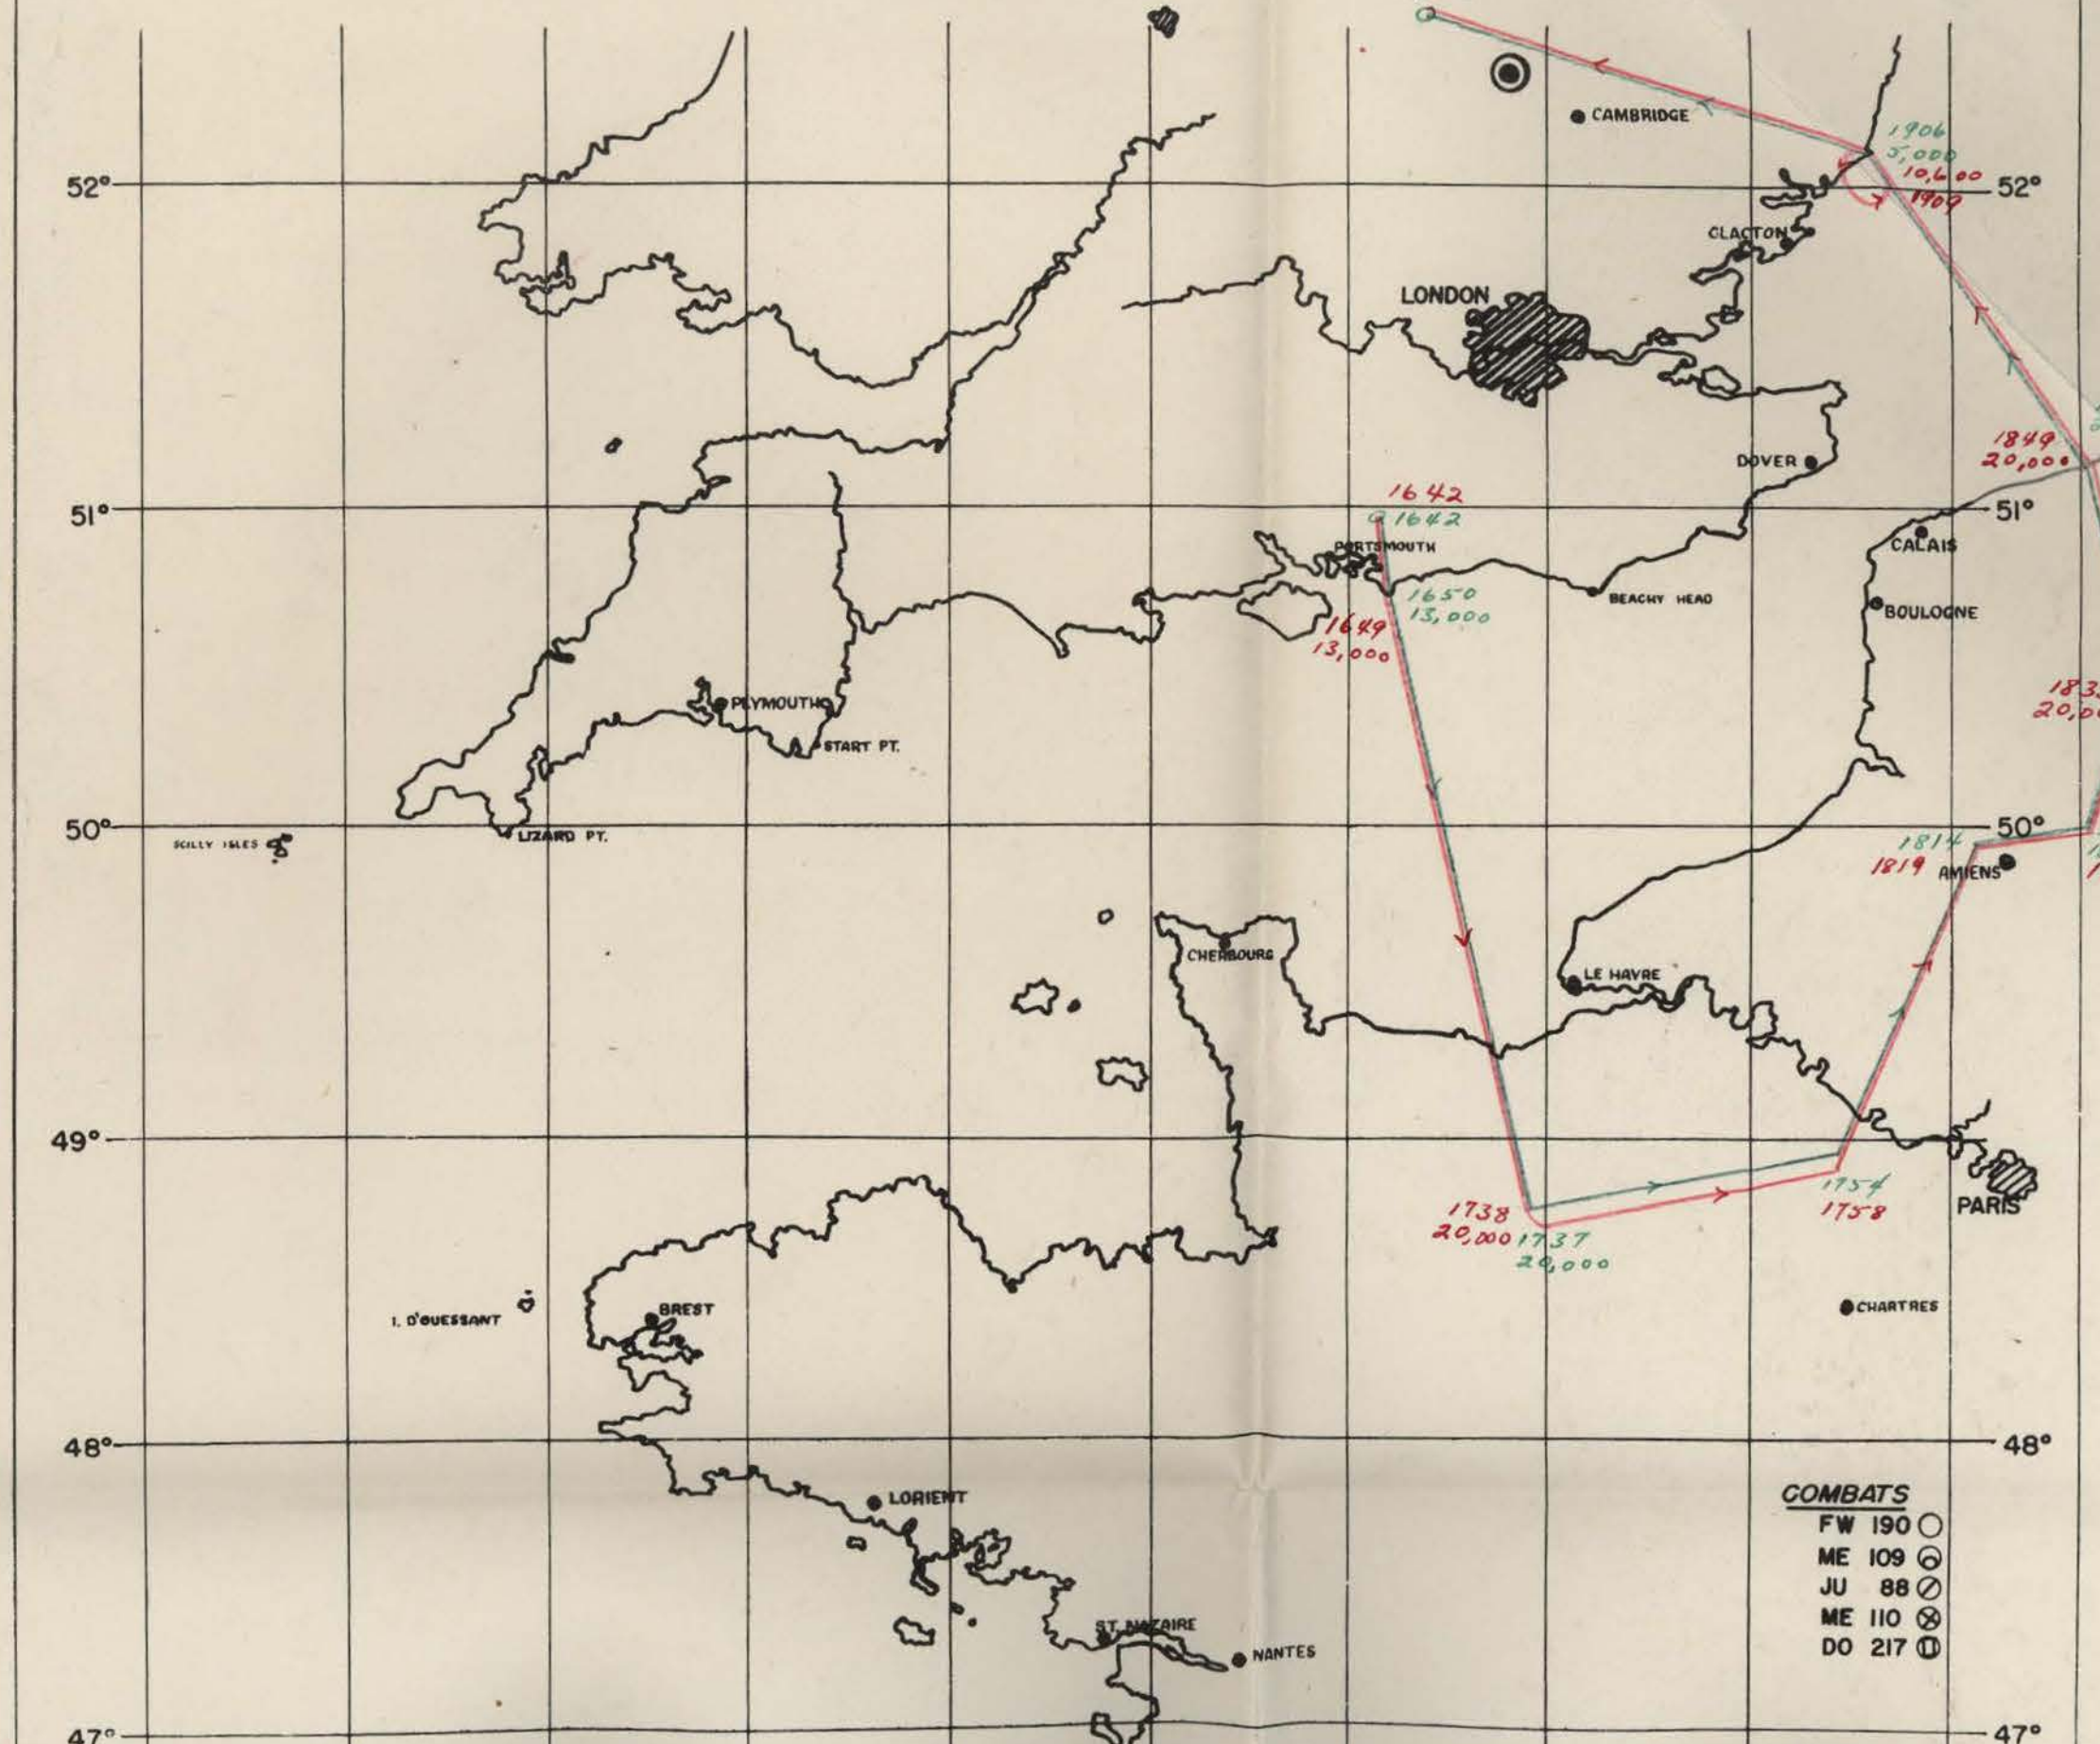 CAMBRIDGE
1906
5,000
10,600
1909
52°
52°
CLACTON
LONDON
1849
20,000
DOVER
1642
1642
51°
51°
PORTSMOUTH
CALAIS
1650
13,000
BEACHY HEAD
BOULOGNE
1649
13,000
PLYMOUTH
START PT.
50°
50°
SCILLY ISLES
LIZARD PT.
1814
1819
AMIENS
CHERBOURG
LE HAVRE
49°
1754
1758
PARIS
1738
20,000
1737
20,000
I. D'OUESSANT
BREST
CHARTRES
48°
48°
LORIENT
COMBATS
FW 190
ME 109
JU 88
ME 110
DO 217
ST. NAZAIRE
NANTES
47°
47°